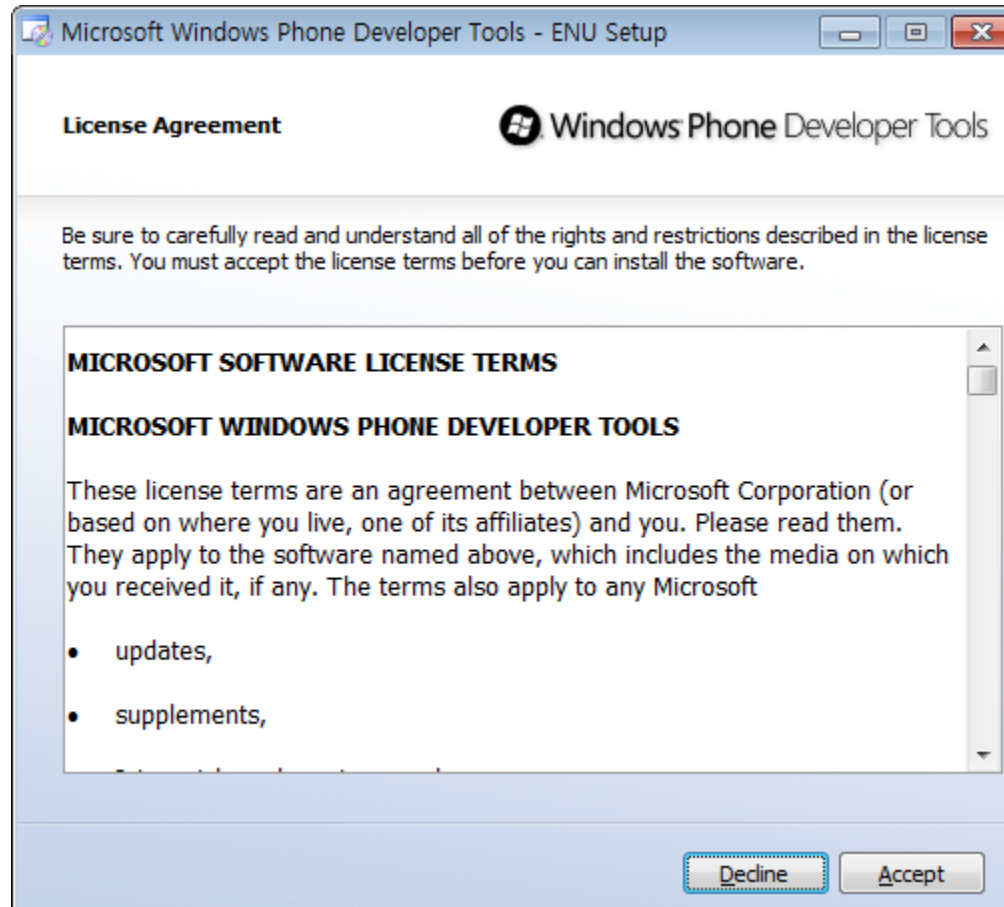 Microsoft Windows Phone Developer Tools - ENU Setup
License Agreement
Windows Phone Developer Tools
Be sure to carefully read and understand all of the rights and restrictions described in the license
terms. You must accept the license terms before you can install the software.
MICROSOFT SOFTWARE LICENSE TERMS
MICROSOFT WINDOWS PHONE DEVELOPER TOOLS
These license terms are an agreement between Microsoft Corporation (or
based on where you live, one of its affiliates) and you. Please read them.
They apply to the software named above, which includes the media on which
you received it, if any. The terms also apply to any Microsoft
• updates,
• supplements,
Decline
Accept